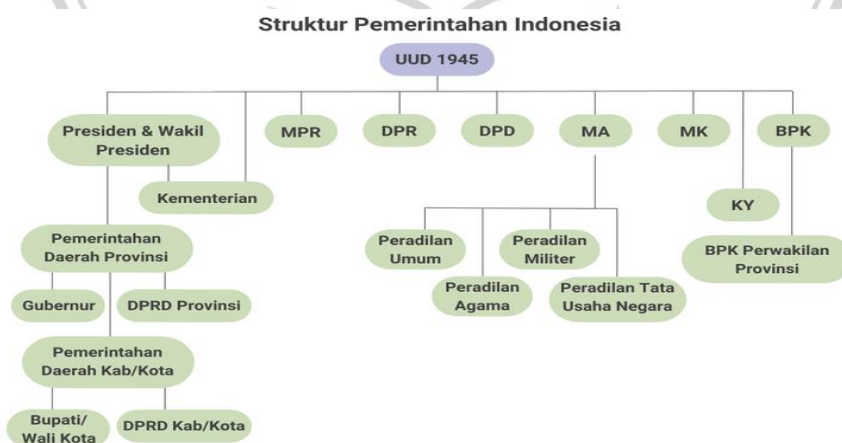 Struktur Pemerintahan Indonesia
UUD 1945
Presiden & Wakil
Presiden
MPR
DPR
DPD
MA
MK
BPK
Kementerian
KY
Pemerintahan
Daerah Provinsi
Peradilan
Umum
Peradilan
Militer
BPK Perwakilan
Provinsi
Peradilan
Agama
Peradilan Tata
Usaha Negara
Gubernur
DPRD Provinsi
Pemerintahan
Daerah Kab/Kota
Bupati/
Wali Kota
DPRD Kab/Kota